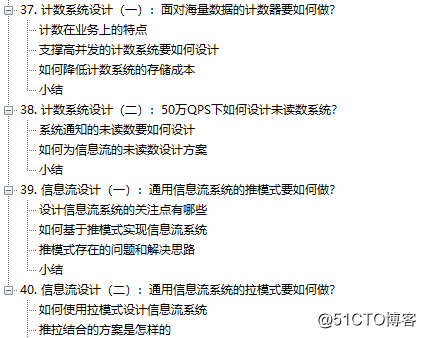 37. 计数系统设计（一）：面对海量数据的计数器要如何做?
计数在业务上的特点
支撑高并发的计数系统要如何设计
如何降低计数系统的存储成本
小结
38. 计数系统设计（二）：50万QPS下如何设计未读数系统?
系统通知的未读数要如何设计
如何为信息流的未读数设计方案
小结
39. 信息流设计（一）：通用信息流系统的推模式要如何做?
设计信息流系统的关注点有哪些
如何基于推模式实现信息流系统
推模式存在的问题和解决思路
小结
40. 信息流设计（二）：通用信息流系统的拉模式要如何做?
如何使用拉模式设计信息流系统
推拉结合的方案是怎样的
@51CTO博客